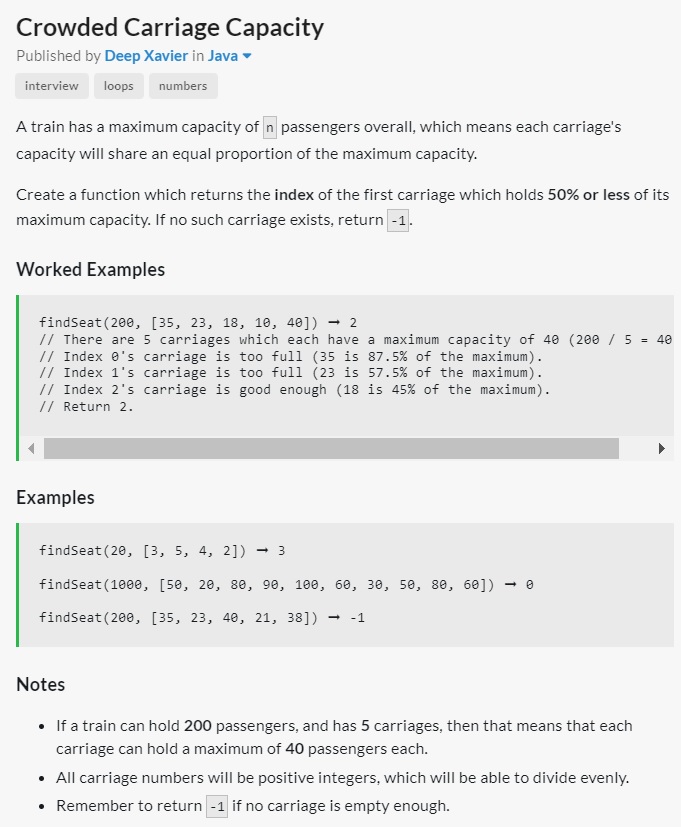 Crowded Carriage Capacity
Published by Deep Xavier in Java
interview loops numbers
A train has a maximum capacity of n passengers overall, which means each carriage's
capacity will share an equal proportion of the maximum capacity.
Create a function which returns the index of the first carriage which holds 50% or less of its
maximum capacity. If no such carriage exists, return -1.
Worked Examples
findSeat(200, [35, 23, 18, 10, 40]) ➞ 2
// There are 5 carriages which each have a maximum capacity of 40 (200 / 5 = 40
// Index 0's carriage is too full (35 is 87.5% of the maximum).
// Index 1's carriage is too full (23 is 57.5% of the maximum).
// Index 2's carriage is good enough (18 is 45% of the maximum).
// Return 2.
Examples
findSeat(20, [3, 5, 4, 2]) ➞ 3
findSeat(1000, [50, 20, 80, 90, 100, 60, 30, 50, 80, 60]) ➞ 0
findSeat(200, [35, 23, 40, 21, 38]) ➞ -1
Notes
• If a train can hold 200 passengers, and has 5 carriages, then that means that each
carriage can hold a maximum of 40 passengers each.
• All carriage numbers will be positive integers, which will be able to divide evenly.
• Remember to return -1 if no carriage is empty enough.